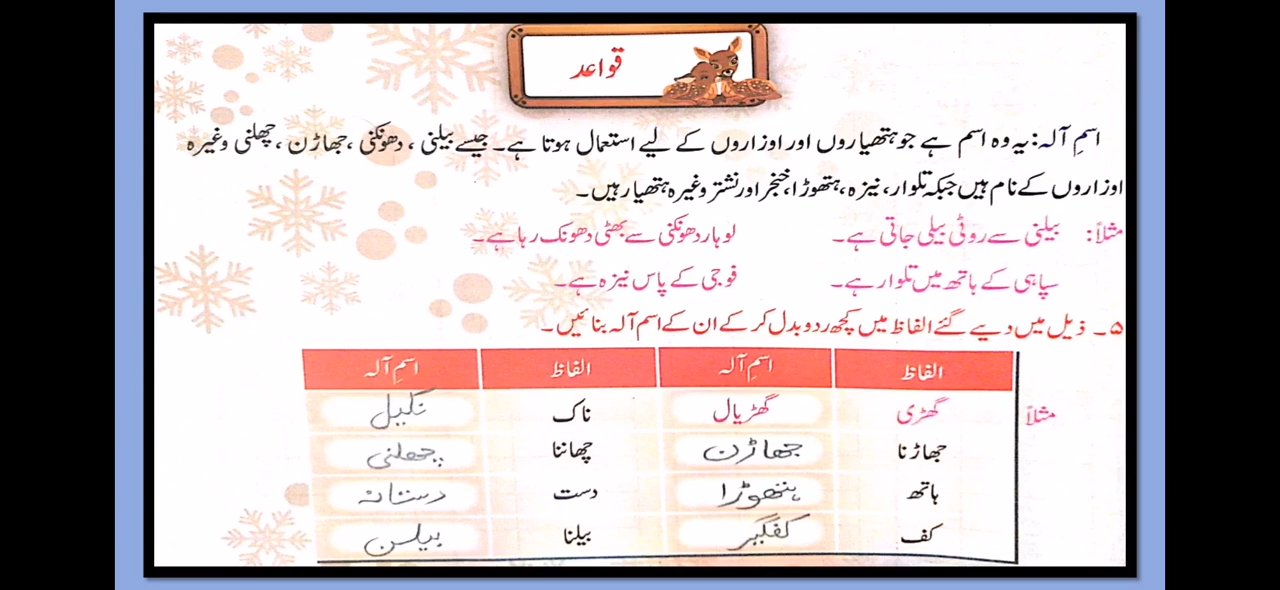 قواعد
اسمِ آلہ: یہ وہ اسم ہے جو ہتھیاروں اور اوزاروں کے لیے استعمال ہوتا ہے۔ جیسے بیلنی، دھونکنی، جھاڑن، چھلنی وغیرہ
اوزاروں کے نام ہیں جبکہ تلوار، نیزہ، ہتھوڑا، خنجر اور نشتر وغیرہ ہتھیار ہیں۔
مثلاً: بیلنی سے روٹی بیلی جاتی ہے۔ لوہار دھونکنی سے بھٹی دھونک رہا ہے۔
سپاہی کے ہاتھ میں تلوار ہے۔ فوجی کے پاس نیزہ ہے۔
۵۔ ذیل میں دیے گئے الفاظ میں کچھ ردوبدل کر کے ان کے اسم آلہ بنائیں۔
الفاظ اسمِ آلہ الفاظ اسمِ آلہ
مثلاً گھڑی گھڑیال ناک نکیل
جھاڑنا جھاڑن چھاننا چھلنی
ہاتھ ہتھوڑا دست دستانہ
کف کفگیر بیلنا بیلن